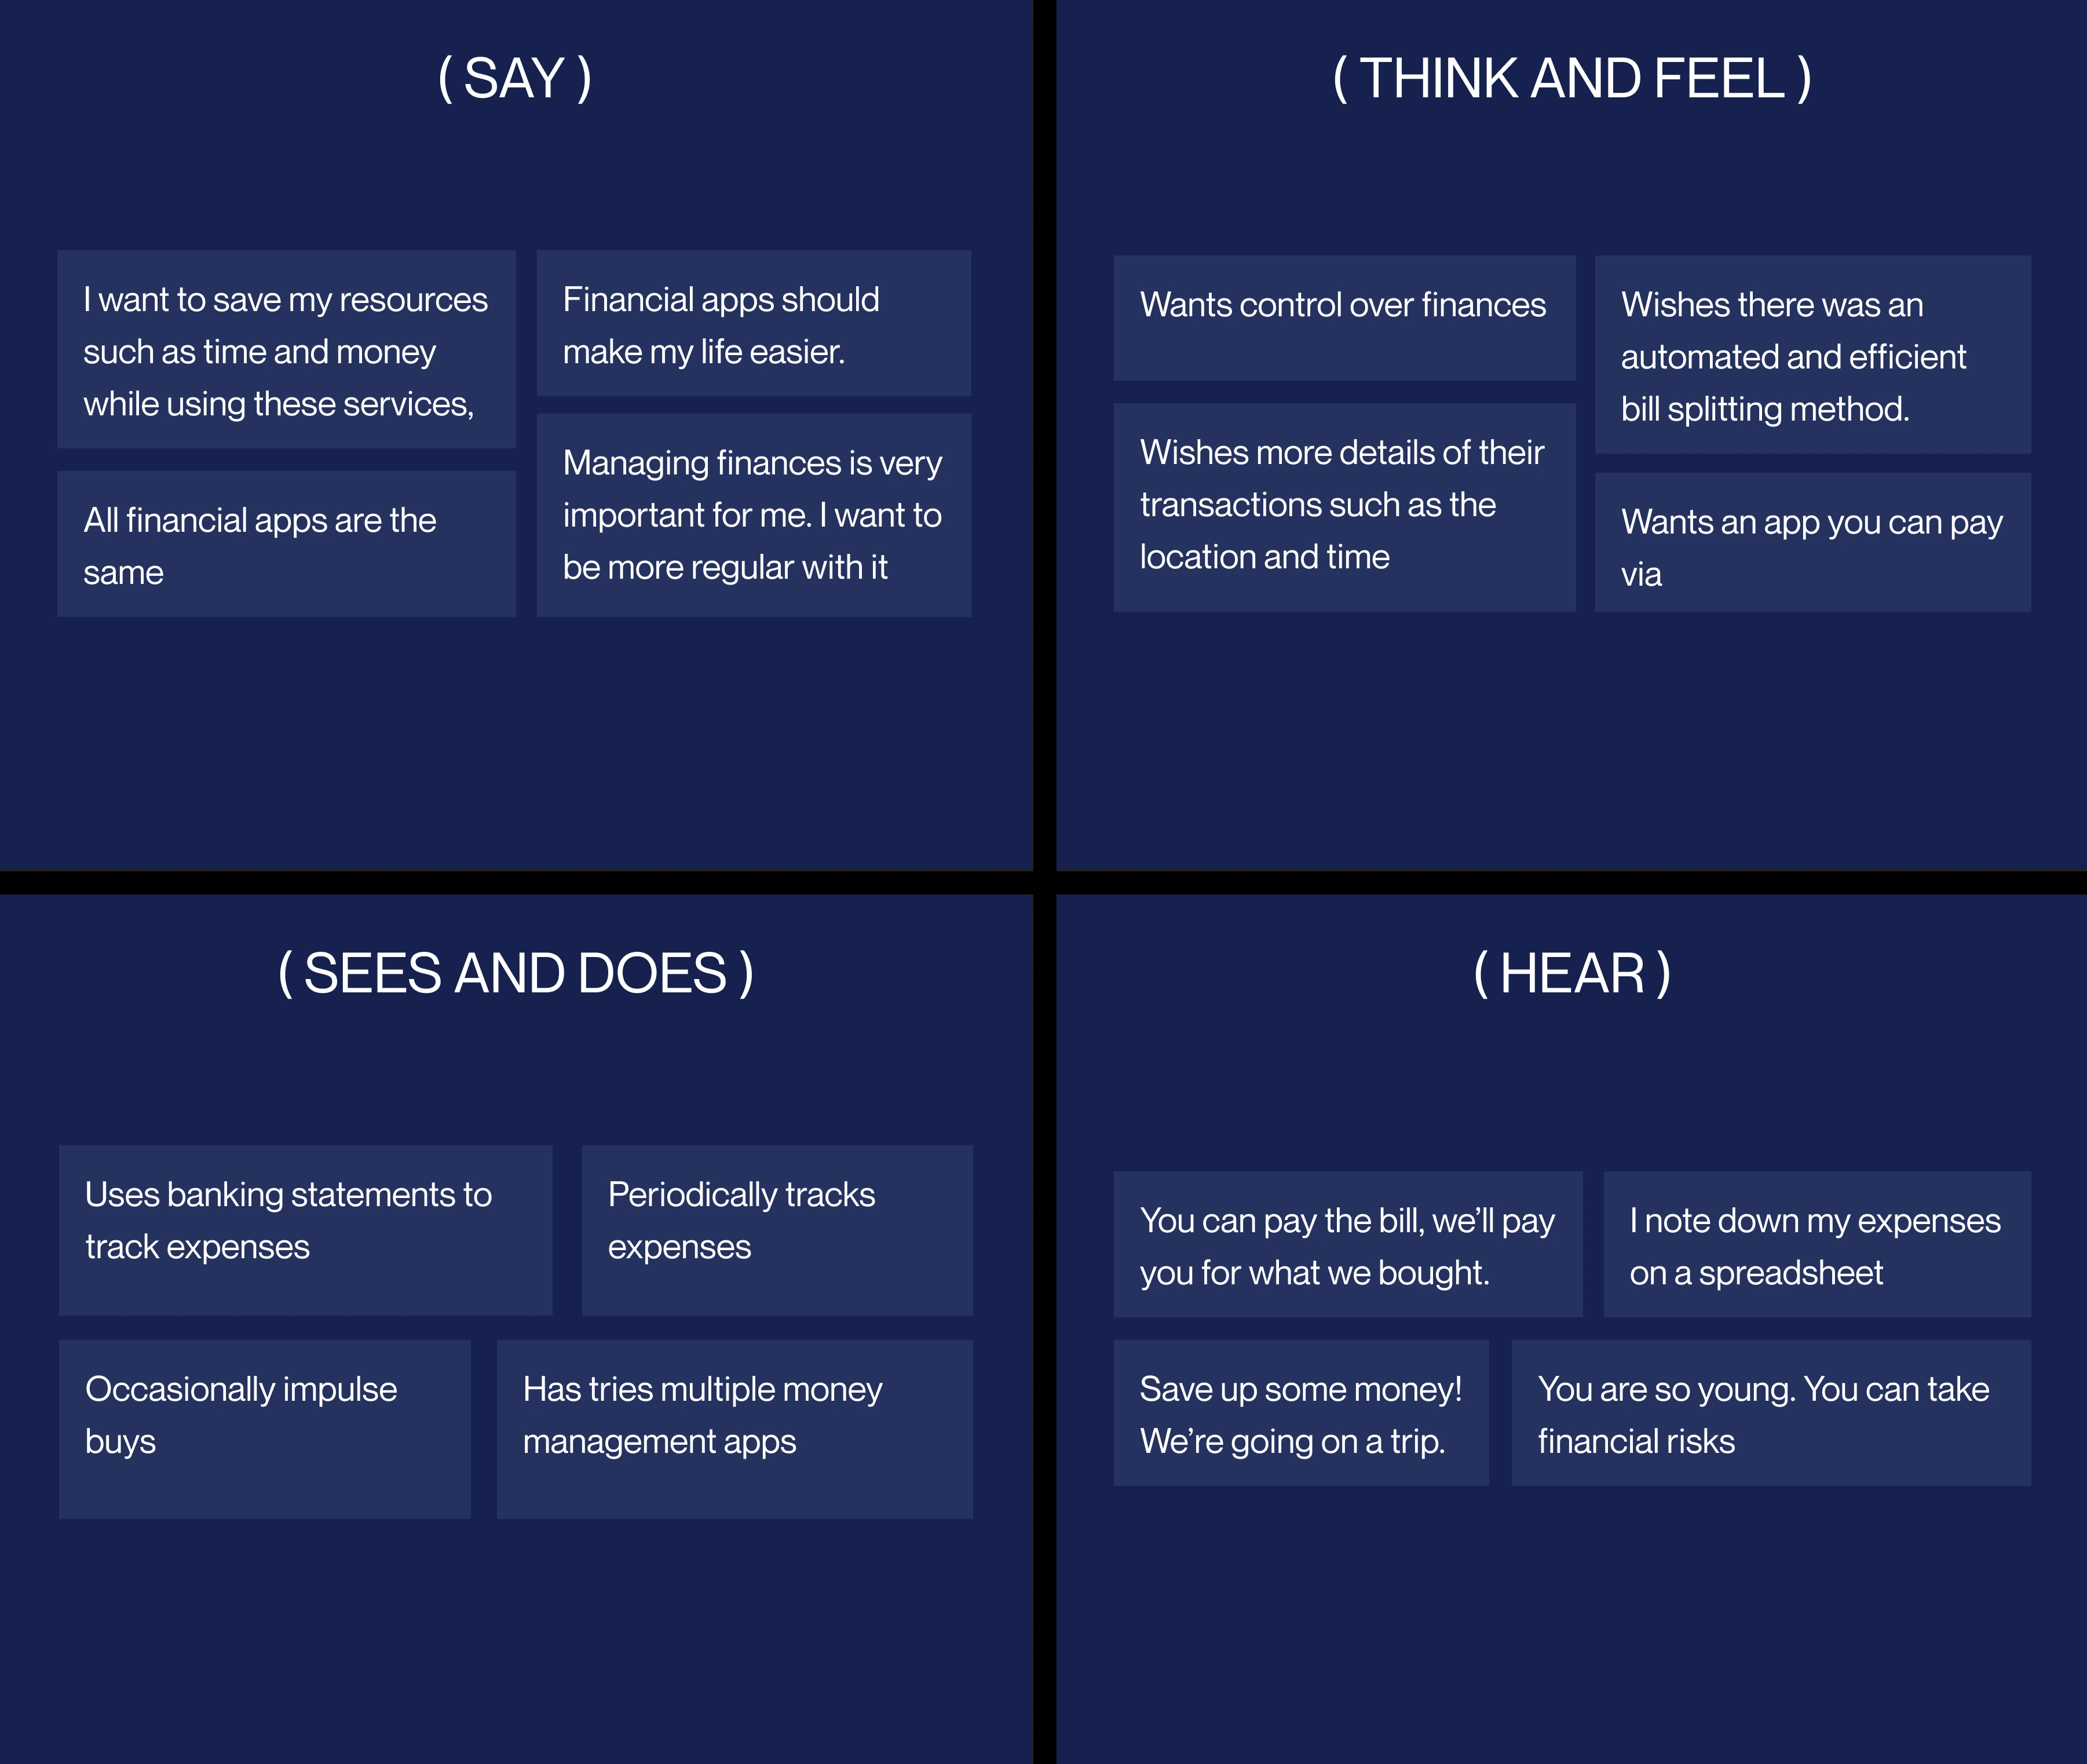 ( SAY )
I want to save my resources
such as time and money
while using these services,
Financial apps should
make my life easier.
All financial apps are the
same
Managing finances is very
important for me. I want to
be more regular with it
( THINK AND FEEL )
Wants control over finances
Wishes there was an
automated and efficient
bill splitting method.
Wishes more details of their
transactions such as the
location and time
Wants an app you can pay
via
( SEES AND DOES )
Uses banking statements to
track expenses
Periodically tracks
expenses
Occasionally impulse
buys
Has tries multiple money
management apps
( HEAR )
You can pay the bill, we’ll pay
you for what we bought.
I note down my expenses
on a spreadsheet
Save up some money!
We’re going on a trip.
You are so young. You can take
financial risks